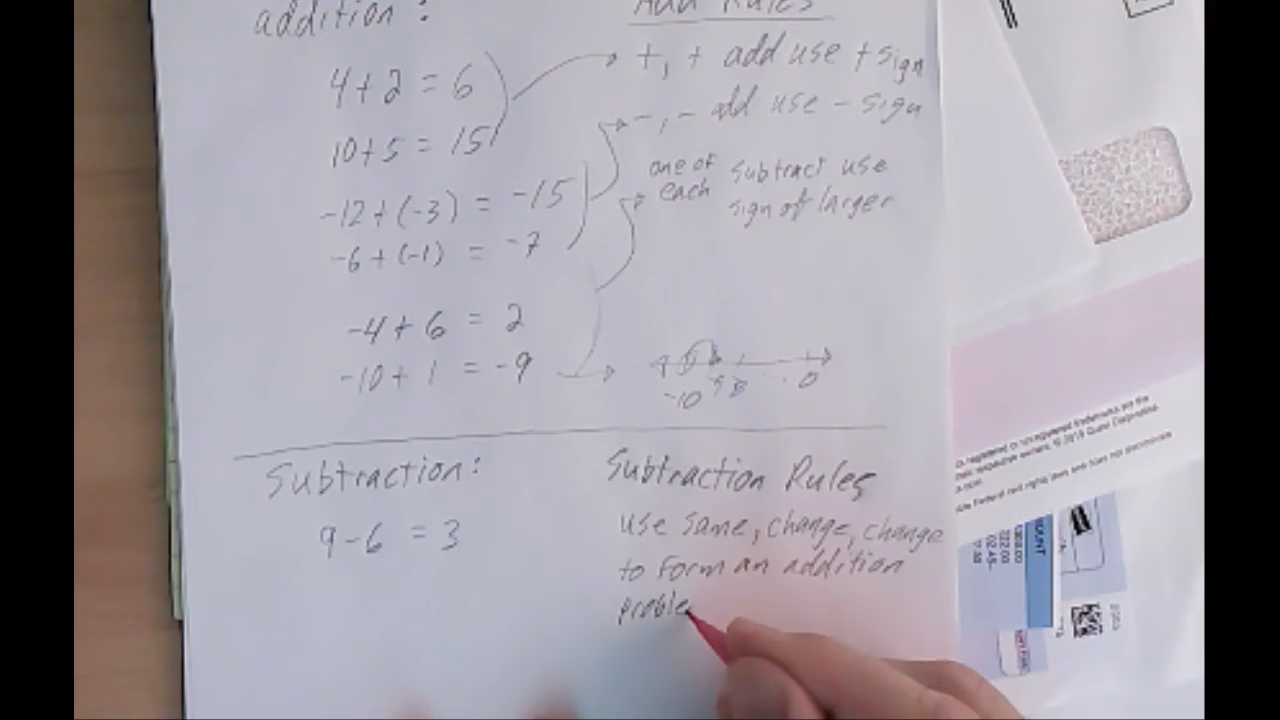 addition :
Add Rules
4 + 2 = 6
10 + 5 = 15
-12 + (-3) = -15
-6 + (-1) = -7
-4 + 6 = 2
-10 + 1 = -9
+, + add use + sign
-, - add use - sign
one of each subtract use
sign of larger
-10 0
Subtraction:
9 - 6 = 3
Subtraction Rules
use same, change, change
to form an addition
proble